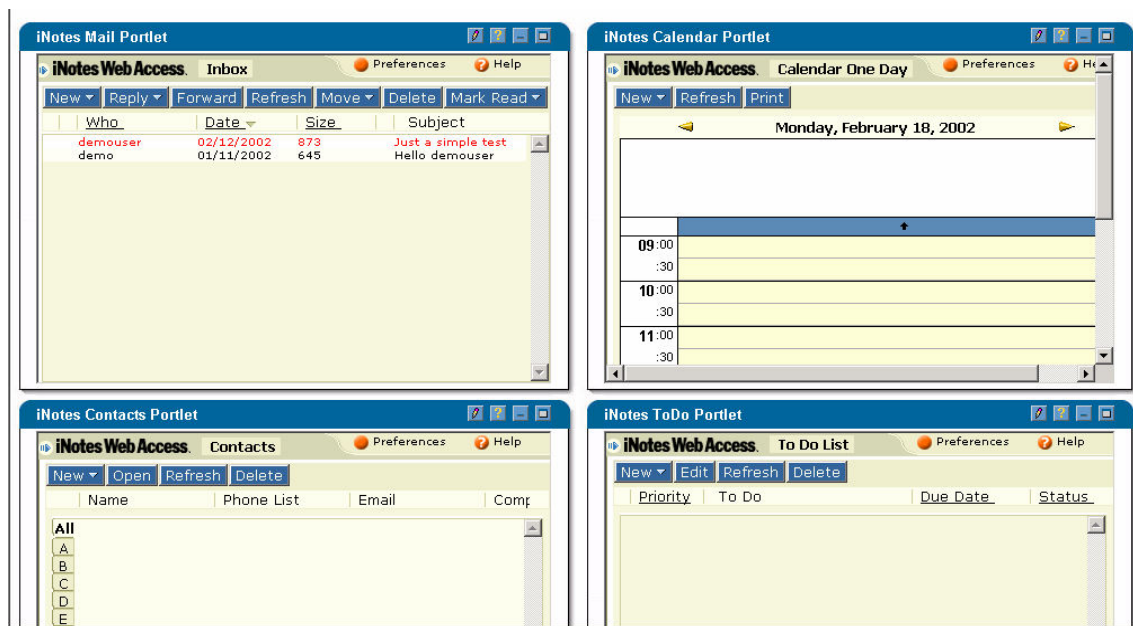 iNotes Mail Portlet
iNotes Web Access. Inbox Preferences Help
New Reply Forward Refresh Move Delete Mark Read
Who Date Size Subject
demouser 02/12/2002 873 Just a simple test
demo 01/11/2002 645 Hello demouser
iNotes Calendar Portlet
iNotes Web Access. Calendar One Day Preferences He
New Refresh Print
Monday, February 18, 2002
09:00
:30
10:00
:30
11:00
:30
iNotes Contacts Portlet
iNotes Web Access. Contacts Preferences Help
New Open Refresh Delete
Name Phone List Email Comp
All
A
B
C
D
E
iNotes ToDo Portlet
iNotes Web Access. To Do List Preferences Help
New Edit Refresh Delete
Priority To Do Due Date Status